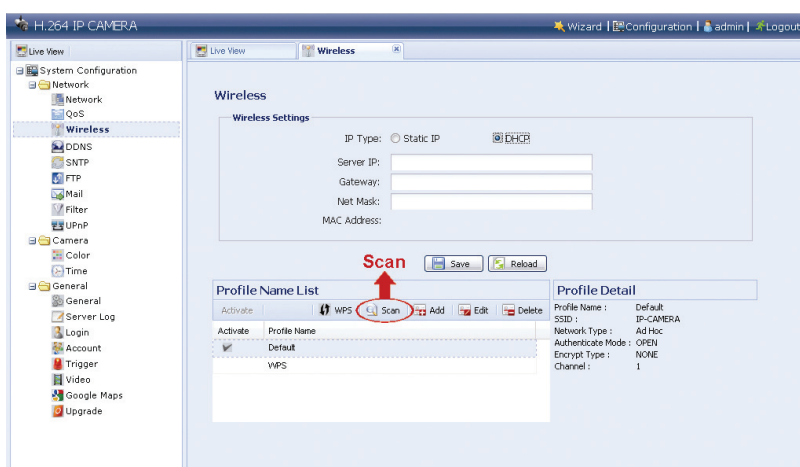 H.264 IP CAMERA
Wizard | Configuration | admin | Logout
Live View
System Configuration
Network
Network
QoS
Wireless
DDNS
SNTP
FTP
Mail
Filter
UPnP
Camera
Color
Time
General
General
Server Log
Login
Account
Trigger
Video
Google Maps
Upgrade
Live View
Wireless
Wireless
Wireless Settings
IP Type: Static IP DHCP
Server IP:
Gateway:
Net Mask:
MAC Address:
Scan
Save Reload
Profile Name List
Activate WPS Scan Add Edit Delete
Activate Profile Name
Default
WPS
Profile Detail
Profile Name : Default
SSID : IP-CAMERA
Network Type : Ad Hoc
Authenticate Mode : OPEN
Encrypt Type : NONE
Channel : 1